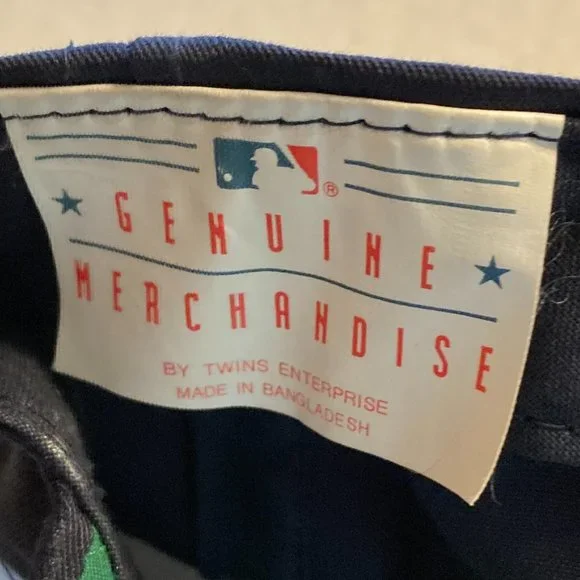 ®
GENUINE
MERCHANDISE
BY TWINS ENTERPRISE
MADE IN BANGLADESH